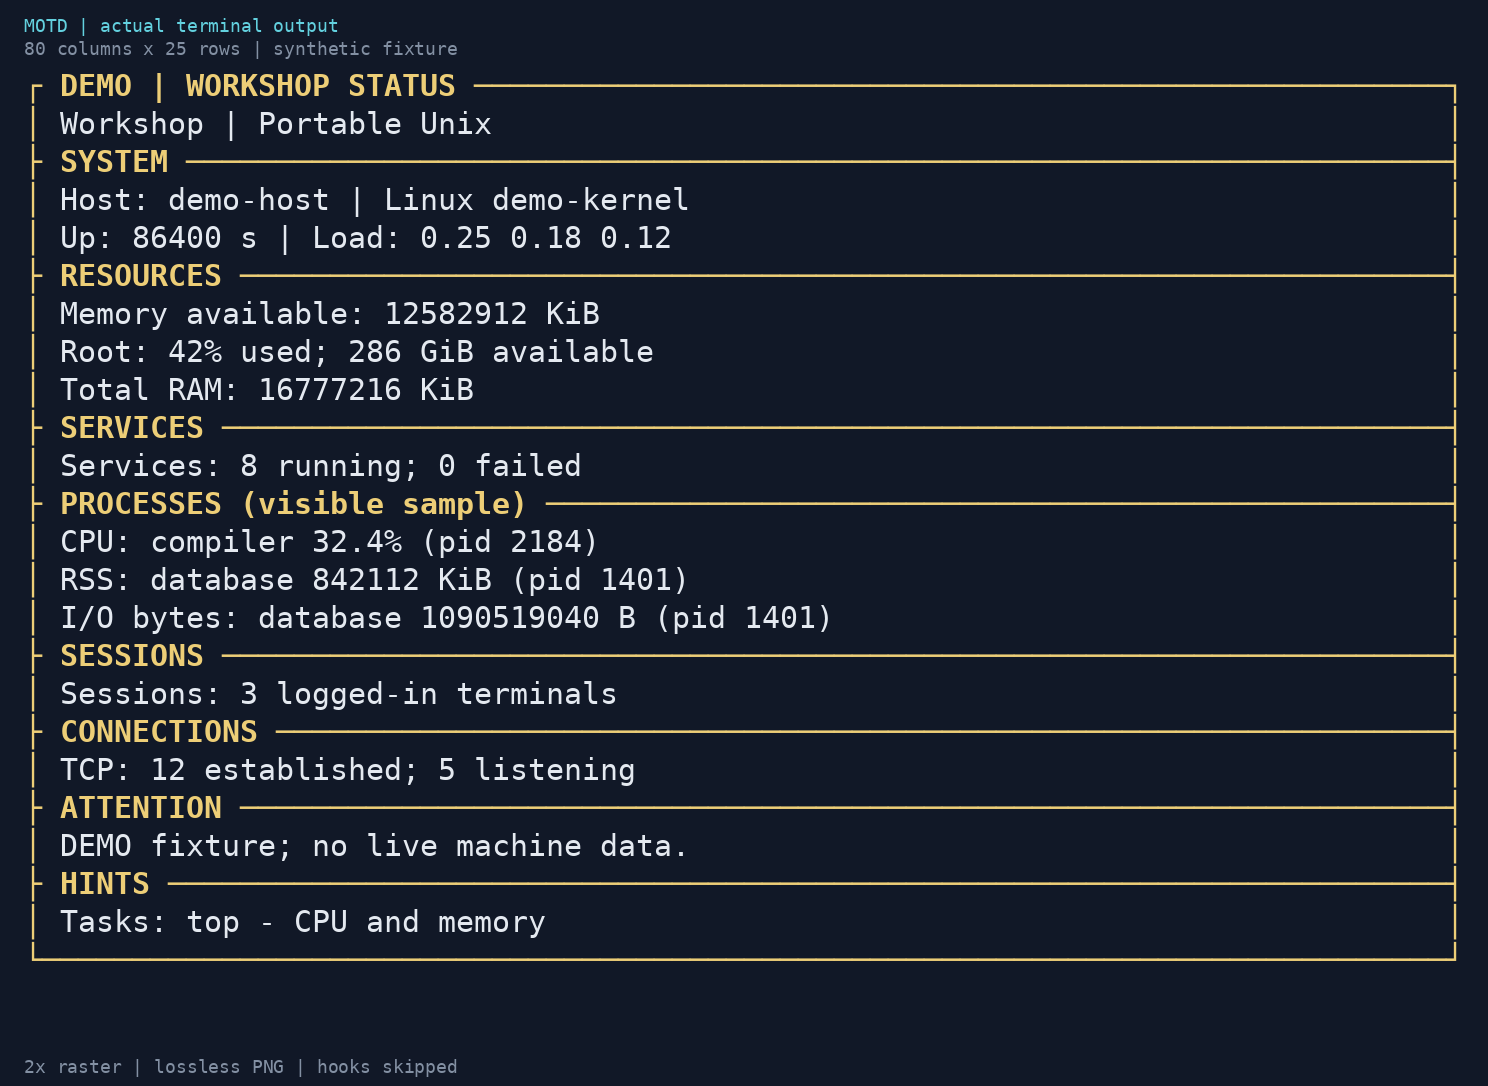 MOTD | actual terminal output
80 columns x 25 rows | synthetic fixture
DEMO | WORKSHOP STATUS
Workshop | Portable Unix
SYSTEM
Host: demo-host | Linux demo-kernel
Up: 86400 s | Load: 0.25 0.18 0.12
RESOURCES
Memory available: 12582912 KiB
Root: 42% used; 286 GiB available
Total RAM: 16777216 KiB
SERVICES
Services: 8 running; 0 failed
PROCESSES (visible sample)
CPU: compiler 32.4% (pid 2184)
RSS: database 842112 KiB (pid 1401)
I/O bytes: database 1090519040 B (pid 1401)
SESSIONS
Sessions: 3 logged-in terminals
CONNECTIONS
TCP: 12 established; 5 listening
ATTENTION
DEMO fixture; no live machine data.
HINTS
Tasks: top - CPU and memory
2x raster | lossless PNG | hooks skipped